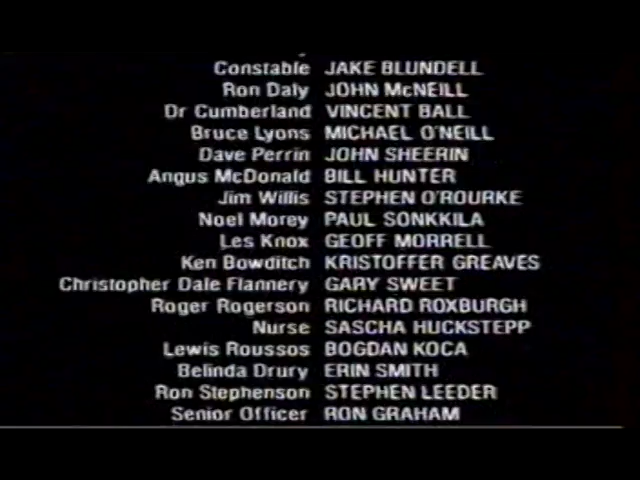 Constable JAKE BLUNDELL
Ron Daly JOHN McNEILL
Dr Cumberland VINCENT BALL
Bruce Lyons MICHAEL O'NEILL
Dave Perrin JOHN SHEERIN
Angus McDonald BILL HUNTER
Jim Willis STEPHEN O'ROURKE
Noel Morey PAUL SONKKILA
Les Knox GEOFF MORRELL
Ken Bowditch KRISTOFFER GREAVES
Christopher Dale Flannery GARY SWEET
Roger Rogerson RICHARD ROXBURGH
Nurse SASCHA HUCKSTEPP
Lewis Roussos BOGDAN KOCA
Belinda Drury ERIN SMITH
Ron Stephenson STEPHEN LEEDER
Senior Officer RON GRAHAM